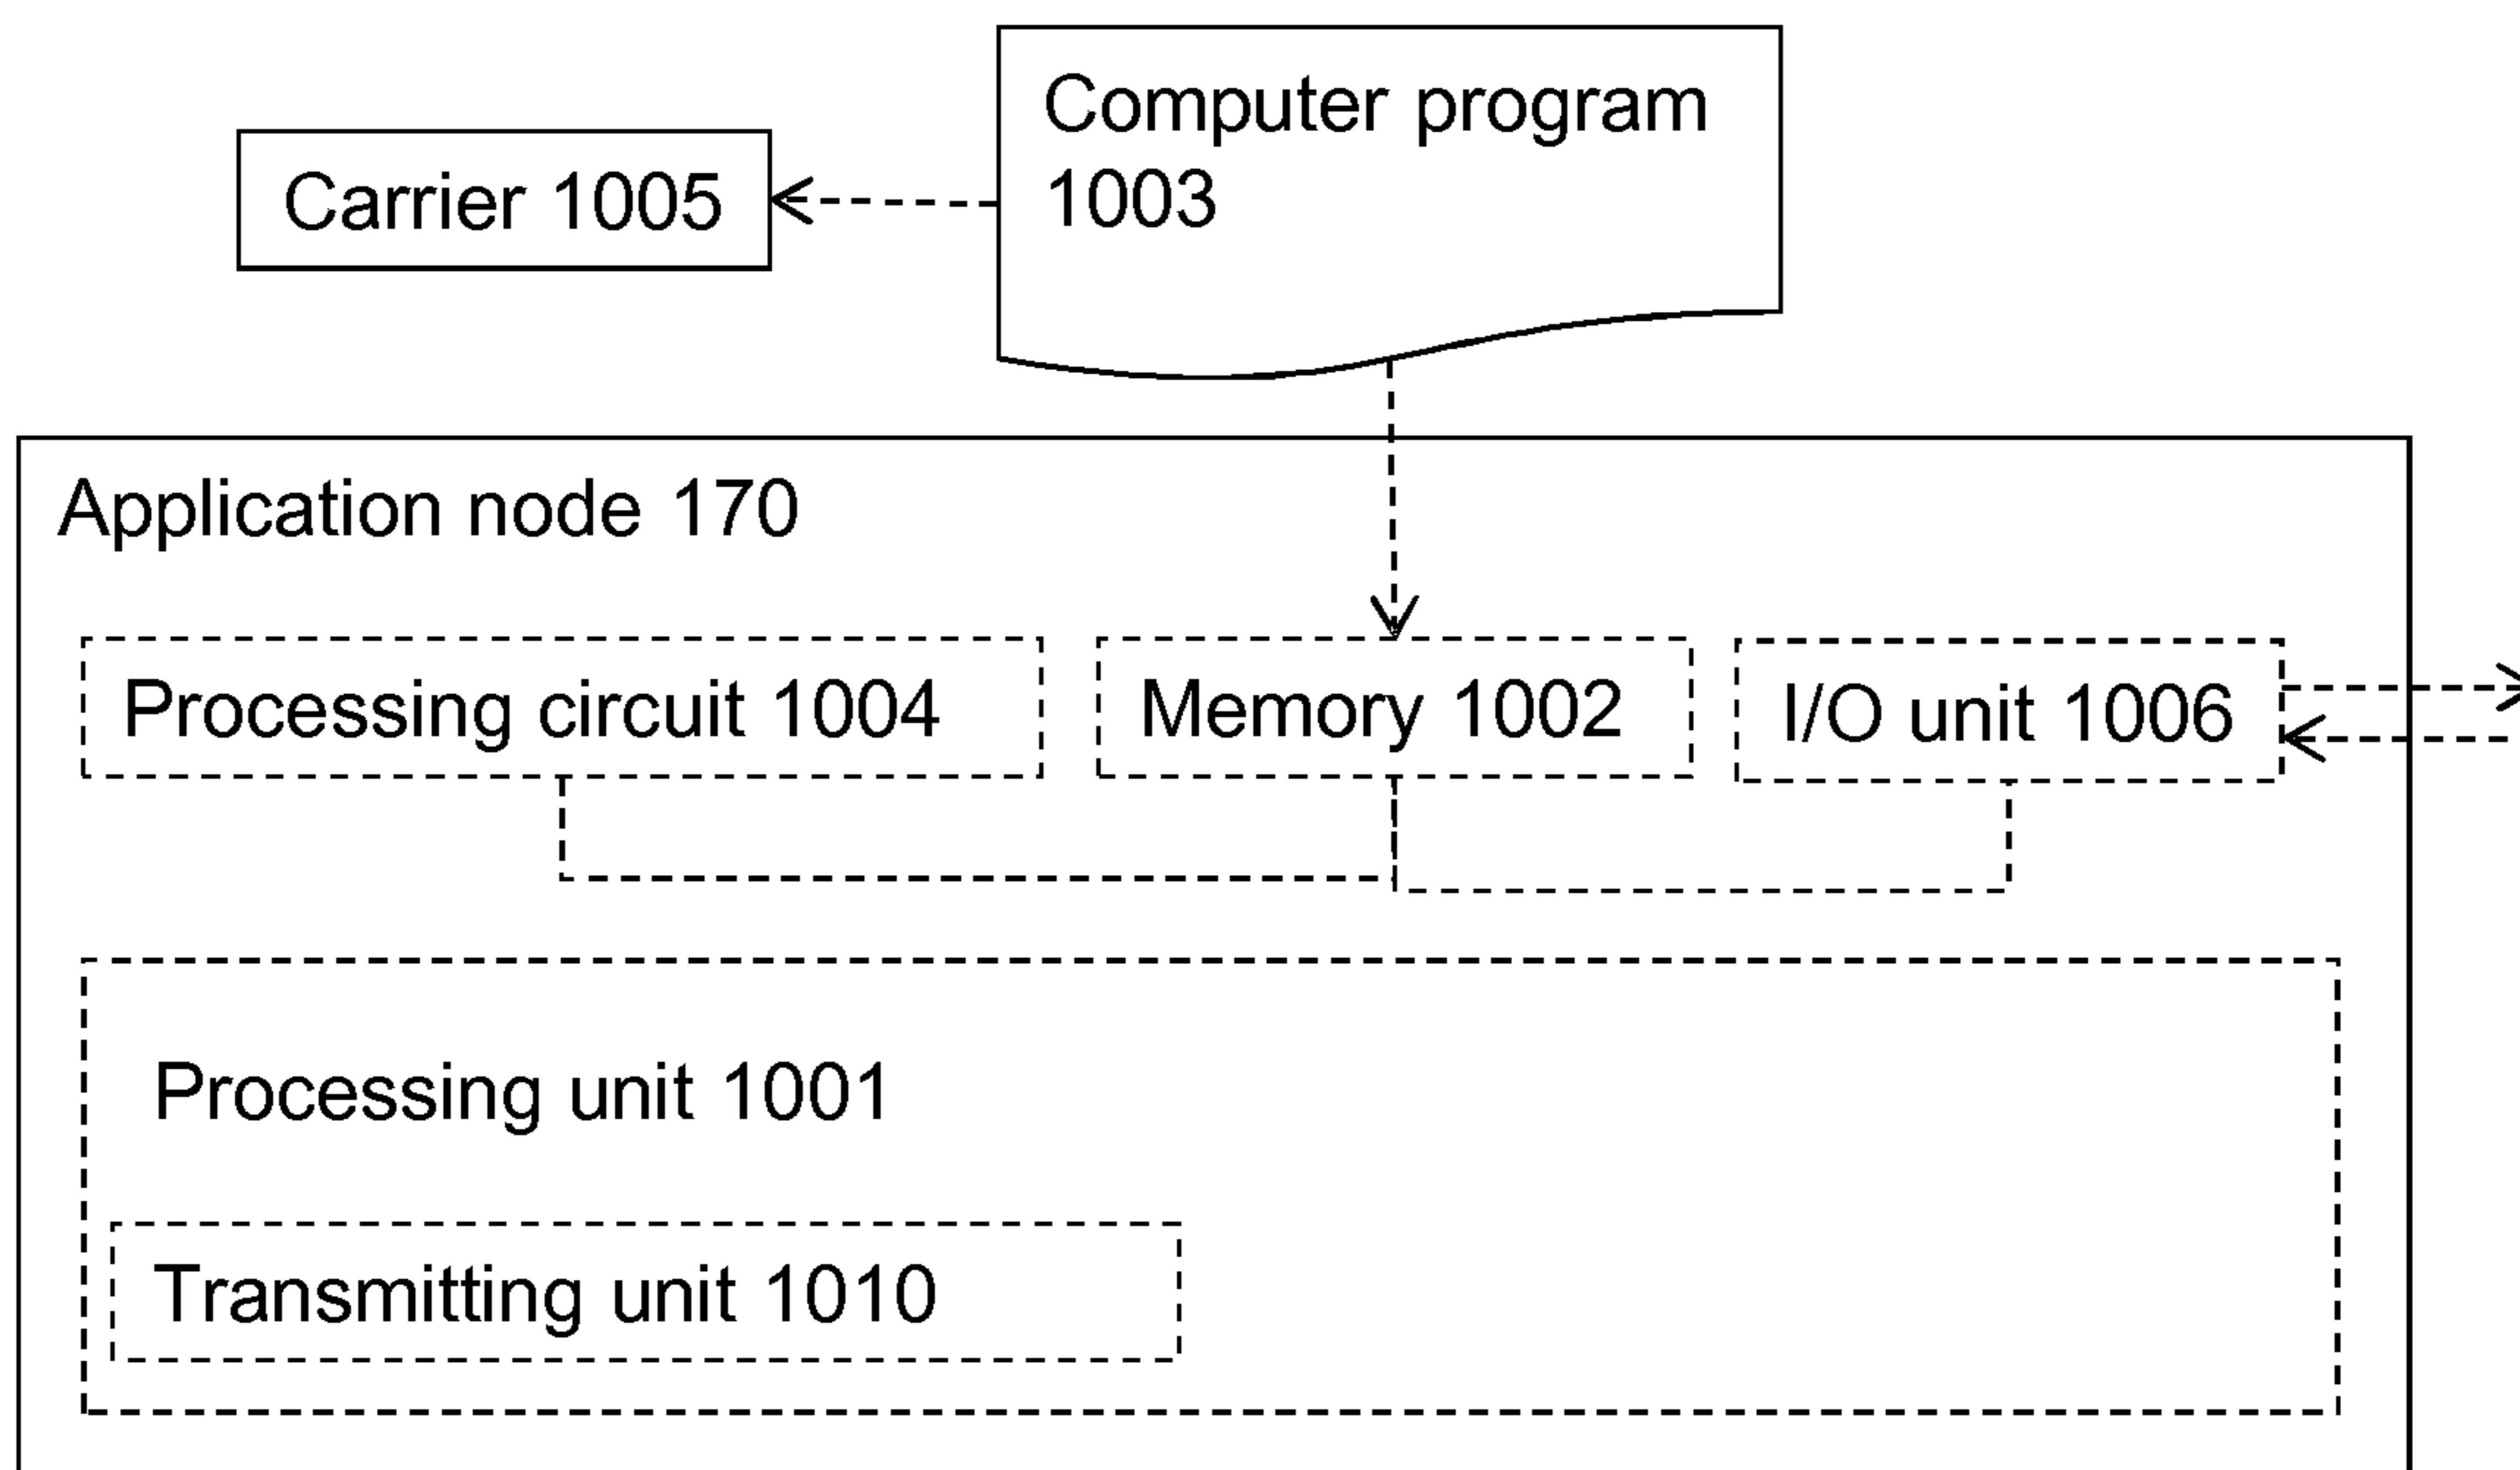 Computer program
1003
Carrier 1005
Application node 170
Processing circuit 1004
Memory 1002
I/O unit 1006
Processing unit 1001
Transmitting unit 1010